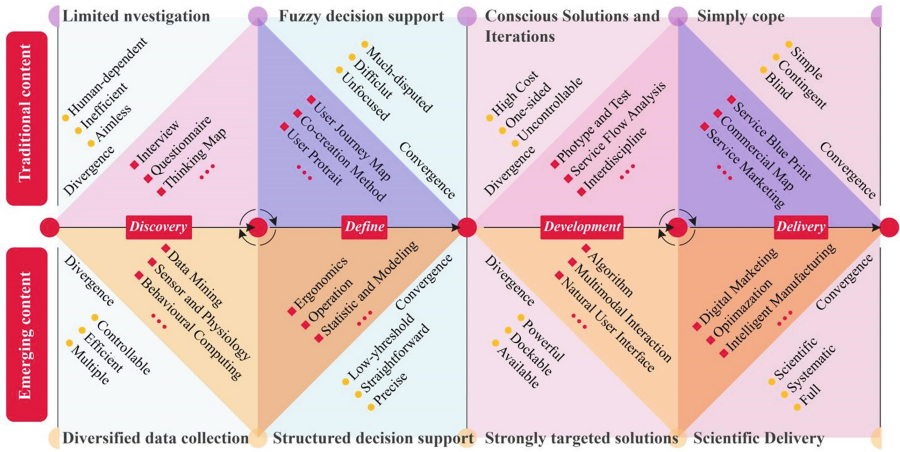 Limited nvestigation
Fuzzy decision support
Conscious Solutions and
Iterations
Simply cope
Traditional content
Human-dependent
Inefficient
Aimless
Divergence
Interview
Questionnaire
Thinking Map
Much-disputed
Difficlut
Unfocused
User Journey Map
Co-creation Method
User Protrait
Convergence
High Cost
One-sided
Uncontrollable
Divergence
Photype and Test
Service Flow Analysis
Interdiscipline
Simple
Contingent
Blind
Service Blue Print
Commercial Map
Service Marketing
Convergence
Discovery
Define
Development
Delivery
Emerging content
Divergence
Data Mining
Sensor and Physiology
Behavioural Computing
Controllable
Efficient
Multiple
Ergonomics
Operation
Statistic and Modeling
Convergence
Low-yhreshold
Straightforward
Precise
Divergence
Algorithm
Multimodal Interaction
Natural User Interface
Powerful
Dockable
Available
Digital Marketing
Opiimazation
Intelligent Manufacturing
Convergence
Scientific
Systematic
Full
Diversified data collection
Structured decision support
Strongly targeted solutions
Scientific Delivery